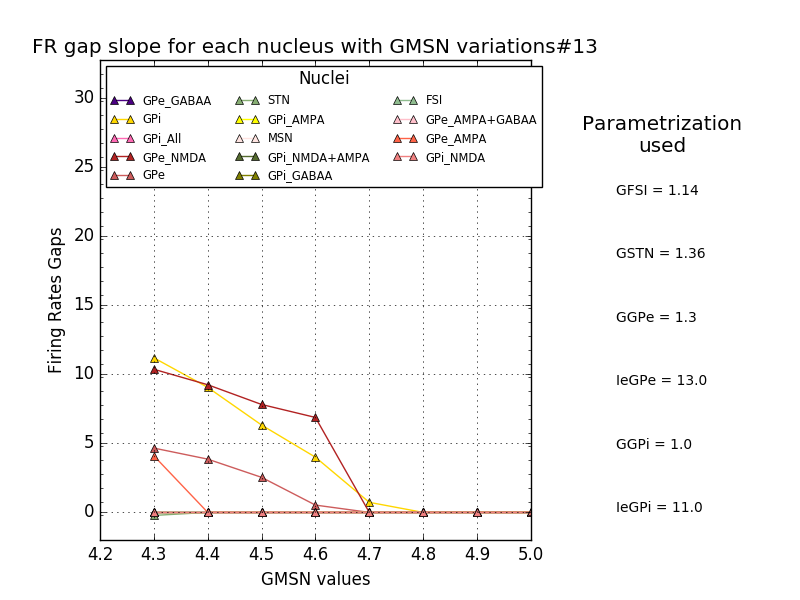 FR gap slope for each nucleus with GMSN variations#13
Nuclei
GPe_GABAA
GPi
GPi_All
GPe_NMDA
GPe
STN
GPi_AMPA
MSN
GPi_NMDA+AMPA
GPi_GABAA
FSI
GPe_AMPA+GABAA
GPe_AMPA
GPi_NMDA
Firing Rates Gaps
30
25
20
15
10
5
0
4.2 4.3 4.4 4.5 4.6 4.7 4.8 4.9 5.0
GMSN values
Parametrization
used
GFSI = 1.14
GSTN = 1.36
GGPe = 1.3
IeGPe = 13.0
GGPi = 1.0
IeGPi = 11.0